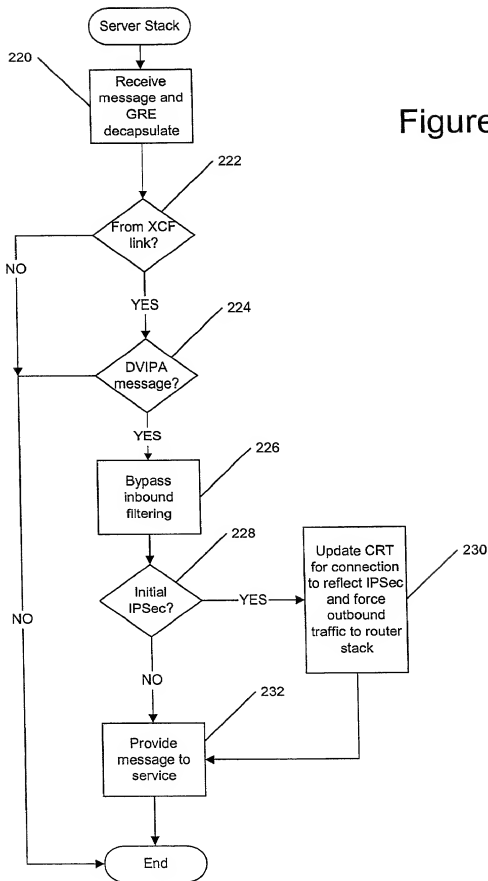 Server Stack
220
Receive
message and
GRE
decapsulate
Figure
222
From XCF
link?
NO
YES
224
DVIPA
message?
YES
226
Bypass
inbound
filtering
228
Initial
IPSec?
YES
Update CRT
for connection
to reflect IPSec
and force
outbound
traffic to router
stack
230
NO
NO
232
Provide
message to
service
End